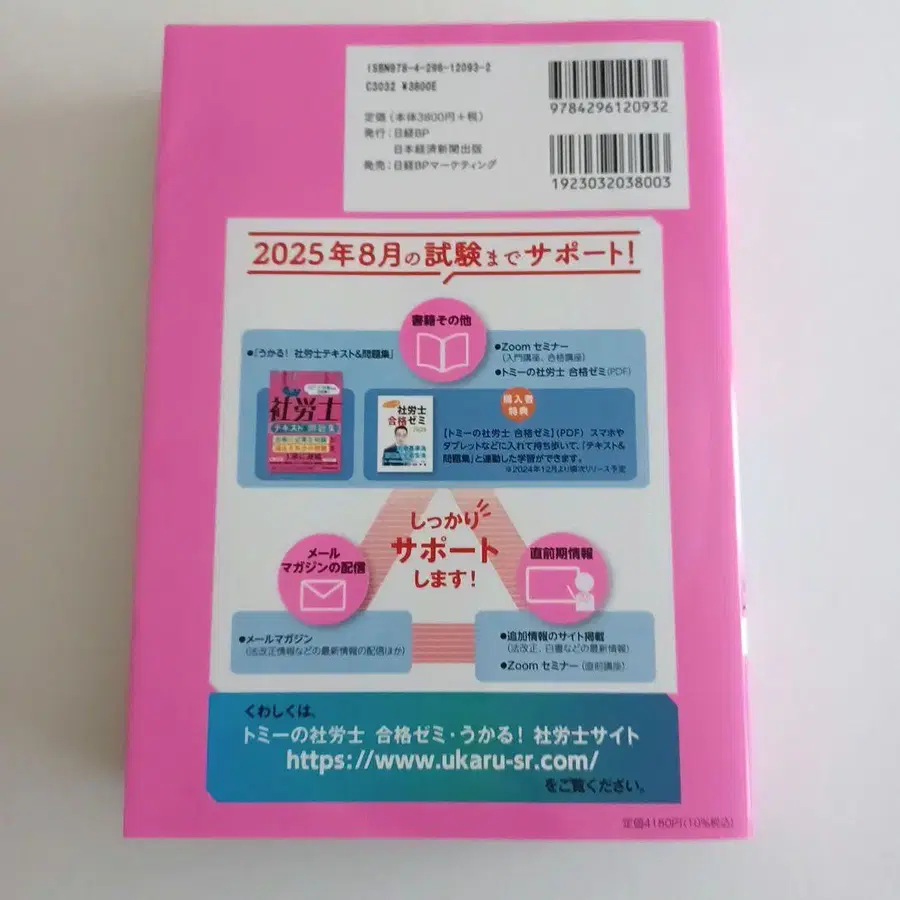 ISBN978-4-296-12093-2
C3032 ¥3800E
定価(本体3800円+税)
発行:日経BP
日本経済新聞出版
発売:日経BPマーケティング
9784296120932
1923032038003
2025年8月の試験までサポート!
書籍その他
●『うかる! 社労士テキスト&問題集』
●Zoom セミナー
(入門講座、合格講座)
●トミーの社労士 合格ゼミ(PDF)
社労士
テキスト 問題集
社労士
合格ゼミ
購入者
特典
【トミーの社労士 合格ゼミ】(PDF) スマホや
タブレットなどに入れて持ち歩いて、「テキスト&
問題集」と連動した学習ができます。
※2024年12月より順次リリース予定
しっかり
サポート
します!
メール
マガジンの配信
直前期情報
●メールマガジン
(法改正情報などの最新情報の配信ほか)
●追加情報のサイト掲載
(法改正、白書などの最新情報)
●Zoom セミナー(直前講座)
くわしくは、
トミーの社労士 合格ゼミ・うかる! 社労士サイト
https://www.ukaru-sr.com/
をご覧ください。
定価4180円(10%税込)